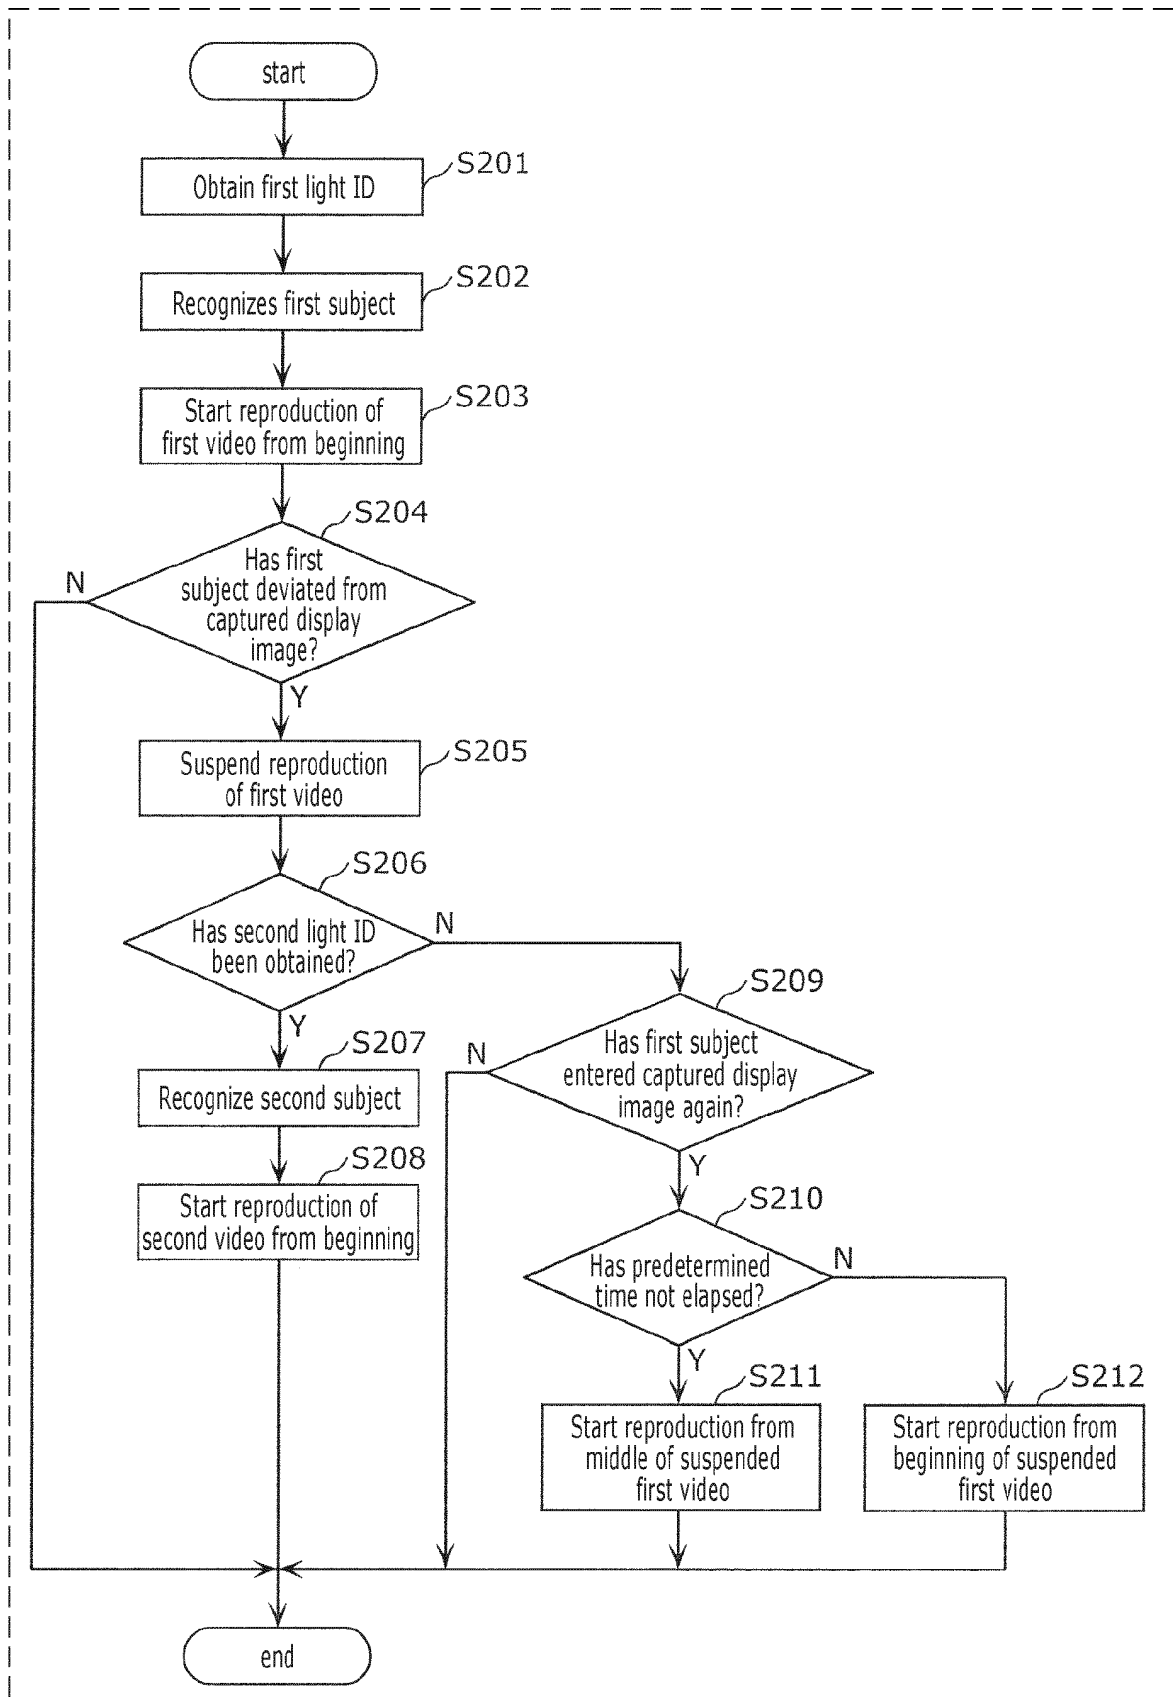 start
S201
Obtain first light ID
S202
Recognizes first subject
S203
Start reproduction of
first video from beginning
S204
Has first
subject deviated from
captured display
image?
N
Y
S205
Suspend reproduction
of first video
S206
Has second light ID
been obtained?
N
Y
S207
Recognize second subject
S208
Start reproduction of
second video from beginning
S209
Has first subject
entered captured display
image again?
N
Y
S210
Has predetermined
time not elapsed?
N
Y
S211
Start reproduction from
middle of suspended
first video
S212
Start reproduction from
beginning of suspended
first video
end